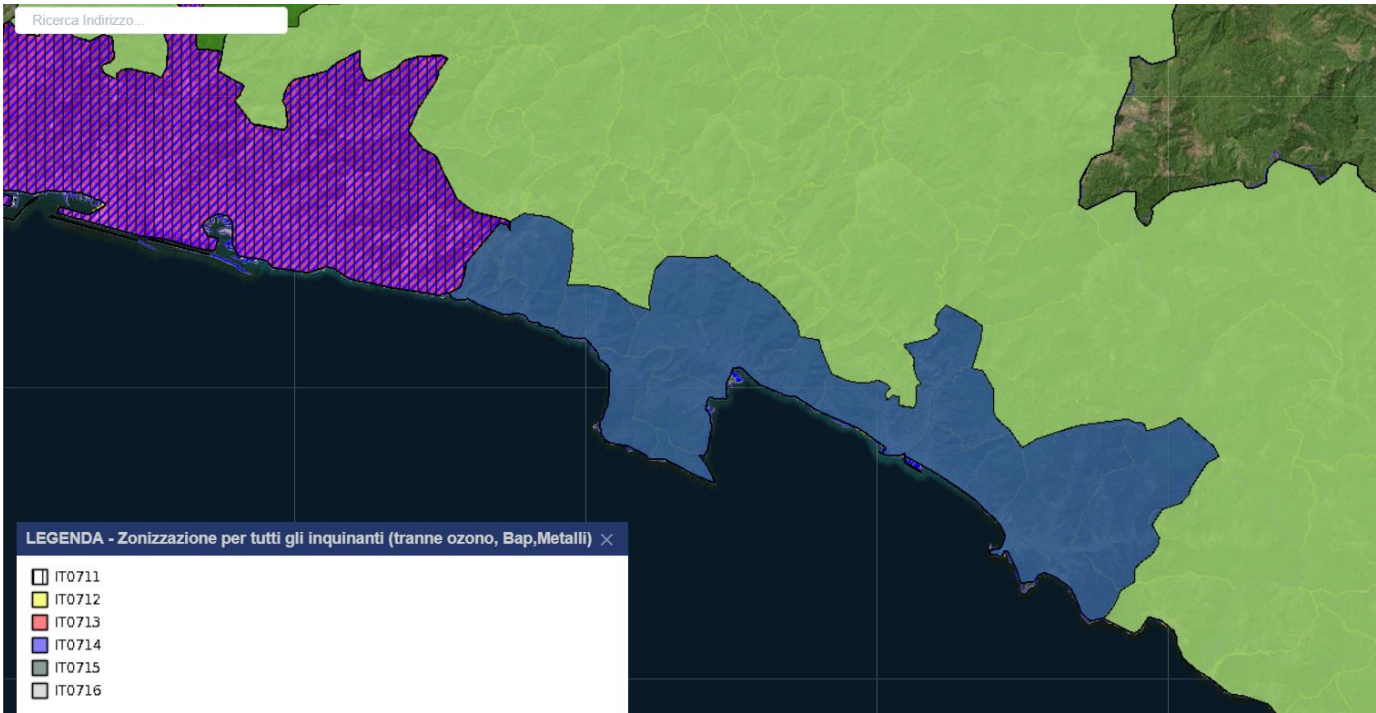 Ricerca Indirizzo...
LEGENDA - Zonizzazione per tutti gli inquinanti (tranne ozono, Bap,Metalli) ×
IT0711
IT0712
IT0713
IT0714
IT0715
IT0716